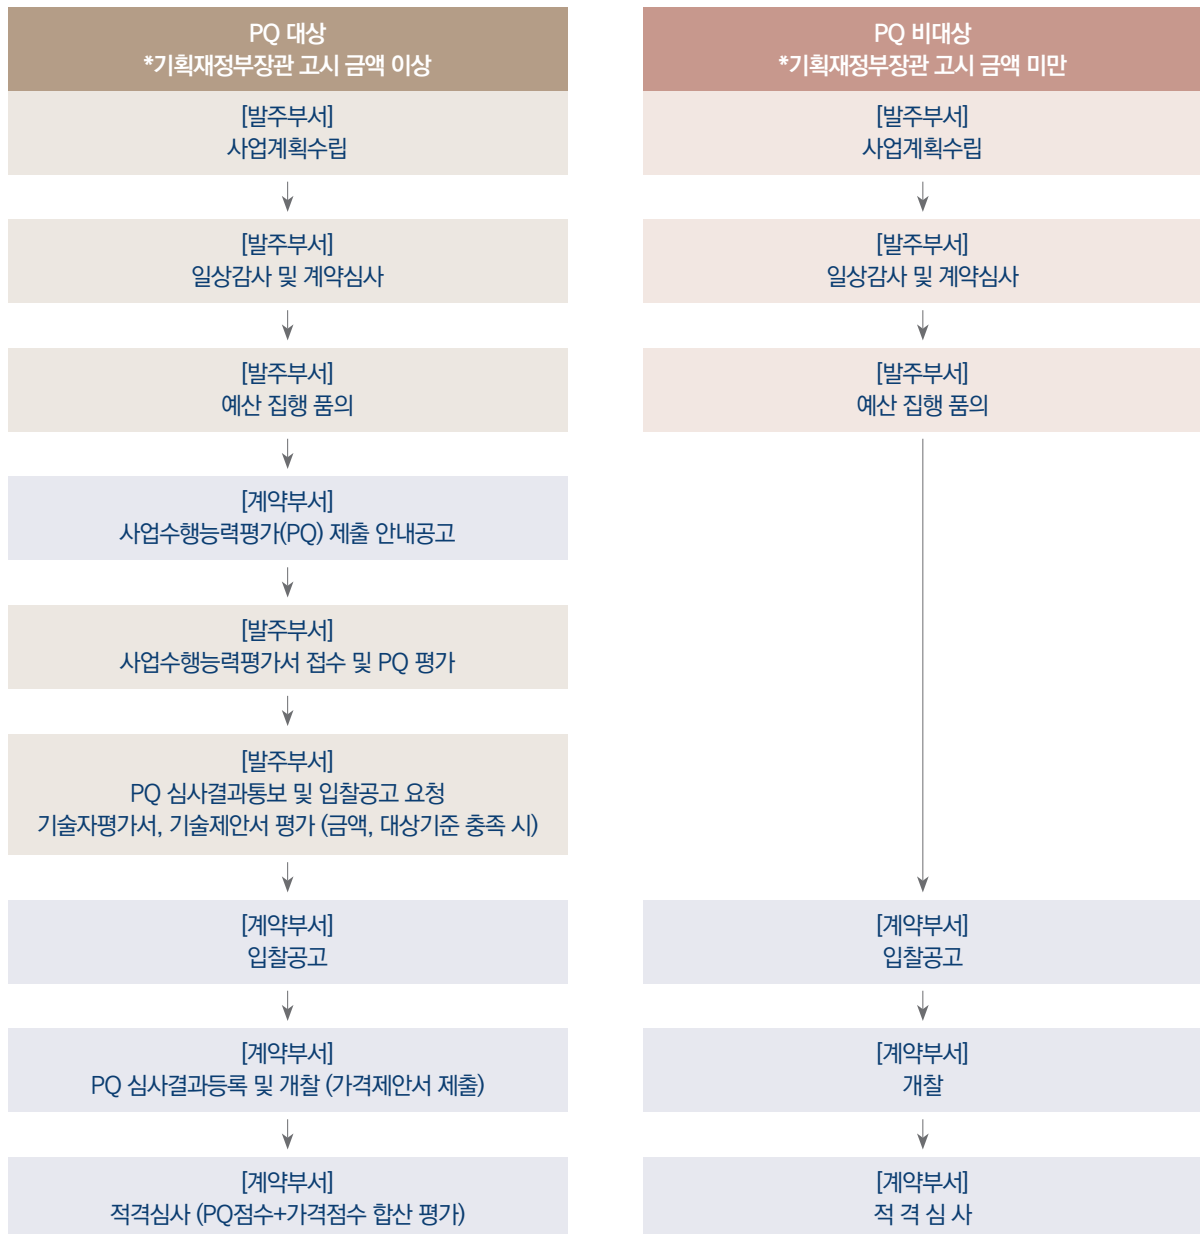 PQ 대상
*기획재정부장관 고시 금액 이상
[발주부서]
사업계획수립
[발주부서]
일상감사 및 계약심사
[발주부서]
예산 집행 품의
[계약부서]
사업수행능력평가(PQ) 제출 안내공고
[발주부서]
사업수행능력평가서 접수 및 PQ 평가
[발주부서]
PQ 심사결과통보 및 입찰공고 요청
기술자평가서, 기술제안서 평가 (금액, 대상기준 충족 시)
[계약부서]
입찰공고
[계약부서]
PQ 심사결과등록 및 개찰 (가격제안서 제출)
[계약부서]
적격심사 (PQ점수+가격점수 합산 평가)
PQ 비대상
*기획재정부장관 고시 금액 미만
[발주부서]
사업계획수립
[발주부서]
일상감사 및 계약심사
[발주부서]
예산 집행 품의
[계약부서]
입찰공고
[계약부서]
개찰
[계약부서]
적 격 심 사